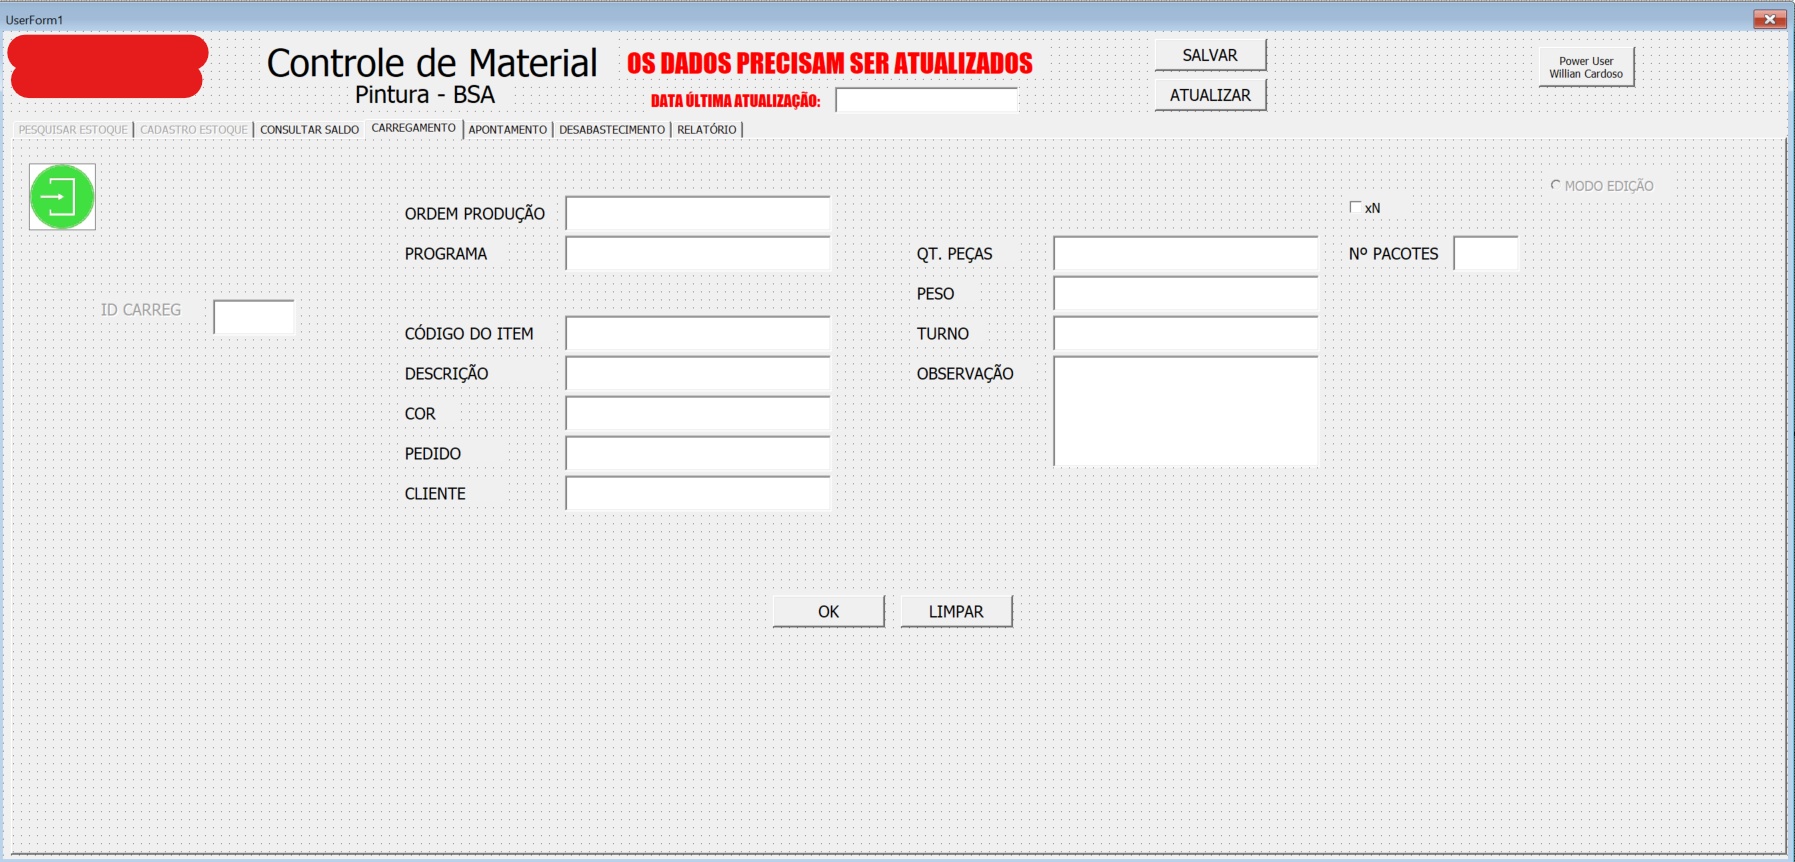 UserForm1
Controle de Material
Pintura - BSA
OS DADOS PRECISAM SER ATUALIZADOS
DATA ÚLTIMA ATUALIZAÇÃO:
SALVAR
ATUALIZAR
Power User
Willian Cardoso
PESQUISAR ESTOQUE CADASTRO ESTOQUE CONSULTAR SALDO CARREGAMENTO APONTAMENTO DESABASTECIMENTO RELATÓRIO
MODO EDIÇÃO
ORDEM PRODUÇÃO
xN
PROGRAMA
QT. PEÇAS
Nº PACOTES
PESO
ID CARREG
CÓDIGO DO ITEM
TURNO
DESCRIÇÃO
OBSERVAÇÃO
COR
PEDIDO
CLIENTE
OK
LIMPAR